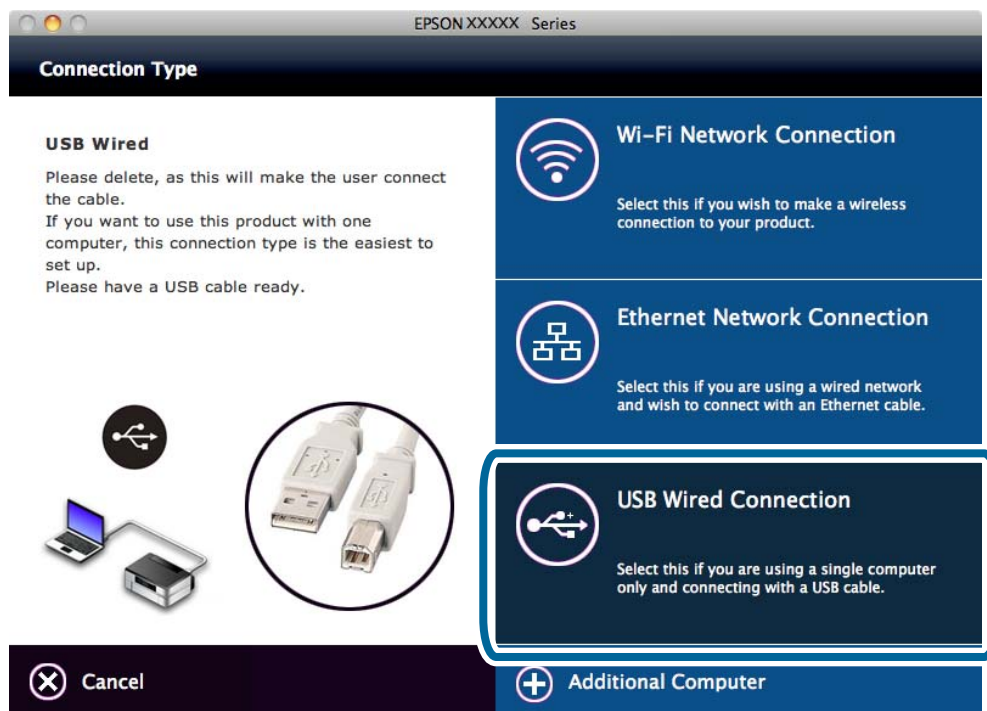 EPSON XXXXX Series
Connection Type
USB Wired
Please delete, as this will make the user connect
the cable.
If you want to use this product with one
computer, this connection type is the easiest to
set up.
Please have a USB cable ready.
Wi-Fi Network Connection
Select this if you wish to make a wireless
connection to your product.
Ethernet Network Connection
Select this if you are using a wired network
and wish to connect with an Ethernet cable.
USB Wired Connection
Select this if you are using a single computer
only and connecting with a USB cable.
Cancel
Additional Computer